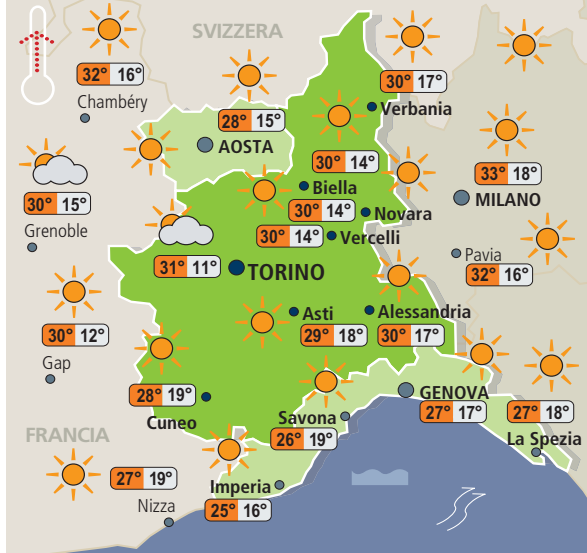 SVIZZERA
32° 16°
Chambéry
30° 17°
Verbania
28° 15°
AOSTA
30° 14°
Biella
33° 18°
MILANO
30° 15°
Grenoble
30° 14°
Novara
30° 14°
Vercelli
31° 11°
TORINO
Pavia
32° 16°
30° 12°
Gap
Asti
29° 18°
Alessandria
30° 17°
28° 19°
Cuneo
GENOVA
27° 17°
27° 18°
La Spezia
Savona
26° 19°
FRANCIA
27° 19°
Nizza
Imperia
25° 16°